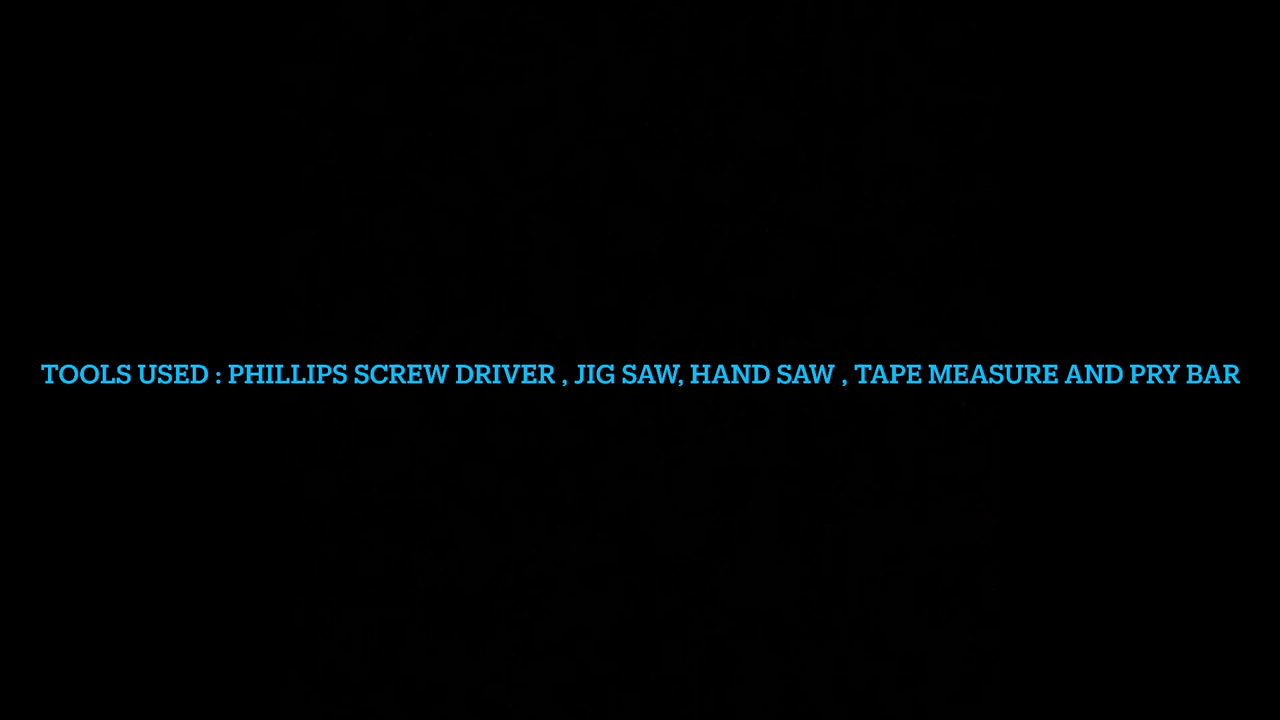 TOOLS USED : PHILLIPS SCREW DRIVER , JIG SAW, HAND SAW , TAPE MEASURE AND PRY BAR